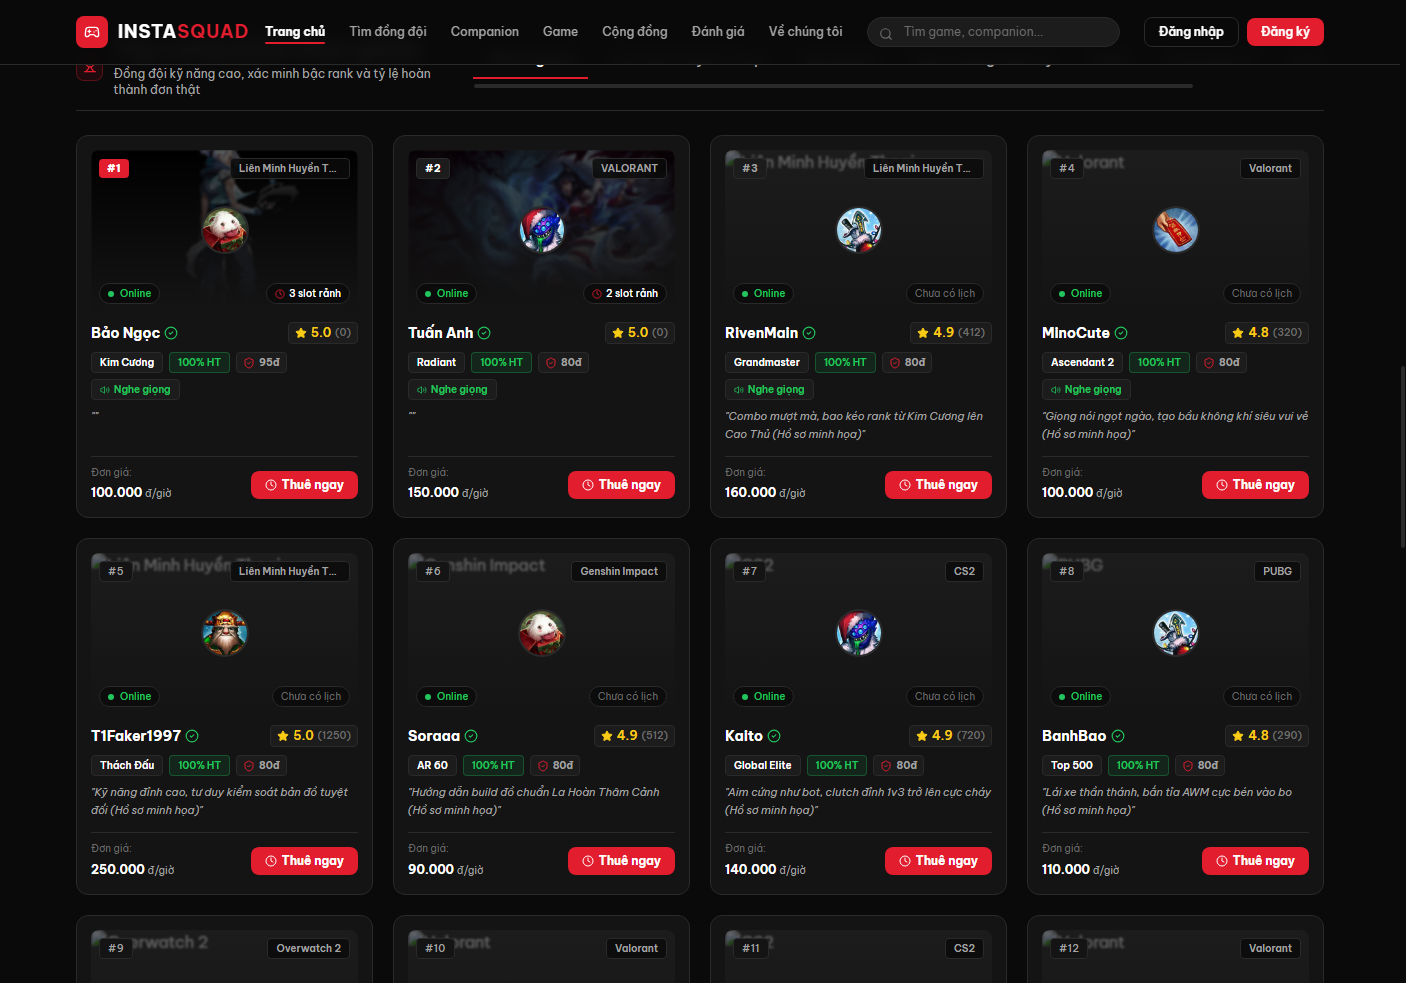 INSTASQUAD
Trang chủ
Tìm đồng đội
Companion
Game
Cộng đồng
Đánh giá
Về chúng tôi
Tìm game, companion...
Đăng nhập
Đăng ký
Đồng đội kỹ năng cao, xác minh bậc rank và tỷ lệ hoàn
thành đơn thật
#1
Liên Minh Huyền T...
Online
3 slot rảnh
Bảo Ngọc
5.0 (0)
Kim Cương
100% HT
95đ
Nghe giọng
""
Đơn giá:
100.000 đ/giờ
Thuê ngay
#2
VALORANT
Online
2 slot rảnh
Tuấn Anh
5.0 (0)
Radiant
100% HT
80đ
Nghe giọng
""
Đơn giá:
150.000 đ/giờ
Thuê ngay
#3
Liên Minh Huyền T...
Online
Chưa có lịch
RivenMain
4.9 (412)
Grandmaster
100% HT
80đ
Nghe giọng
"Combo mượt mà, bao kéo rank từ Kim Cương lên
Cao Thủ (Hồ sơ minh họa)"
Đơn giá:
160.000 đ/giờ
Thuê ngay
#4
Valorant
Online
Chưa có lịch
MinoCute
4.8 (320)
Ascendant 2
100% HT
80đ
Nghe giọng
"Giọng nói ngọt ngào, tạo bầu không khí siêu vui vẻ
(Hồ sơ minh họa)"
Đơn giá:
100.000 đ/giờ
Thuê ngay
#5
Liên Minh Huyền T...
Online
Chưa có lịch
T1Faker1997
5.0 (1250)
Thách Đấu
100% HT
80đ
"Kỹ năng đỉnh cao, tư duy kiểm soát bản đồ tuyệt
đối (Hồ sơ minh họa)"
Đơn giá:
250.000 đ/giờ
Thuê ngay
#6
Genshin Impact
Genshin Impact
Online
Chưa có lịch
Soraaa
4.9 (512)
AR 60
100% HT
80đ
"Hướng dẫn build đồ chuẩn La Hoàn Thâm Cảnh
(Hồ sơ minh họa)"
Đơn giá:
90.000 đ/giờ
Thuê ngay
#7
CS2
Online
Chưa có lịch
Kaito
4.9 (720)
Global Elite
100% HT
80đ
"Aim cứng như bot, clutch đỉnh 1v3 trở lên cực cháy
(Hồ sơ minh họa)"
Đơn giá:
140.000 đ/giờ
Thuê ngay
#8
PUBG
Online
Chưa có lịch
BanhBao
4.8 (290)
Top 500
100% HT
80đ
"Lái xe thần thánh, bắn tỉa AWM cực bén vào bo
(Hồ sơ minh họa)"
Đơn giá:
110.000 đ/giờ
Thuê ngay
#9
Overwatch 2
#10
Valorant
#11
CS2
#12
Valorant